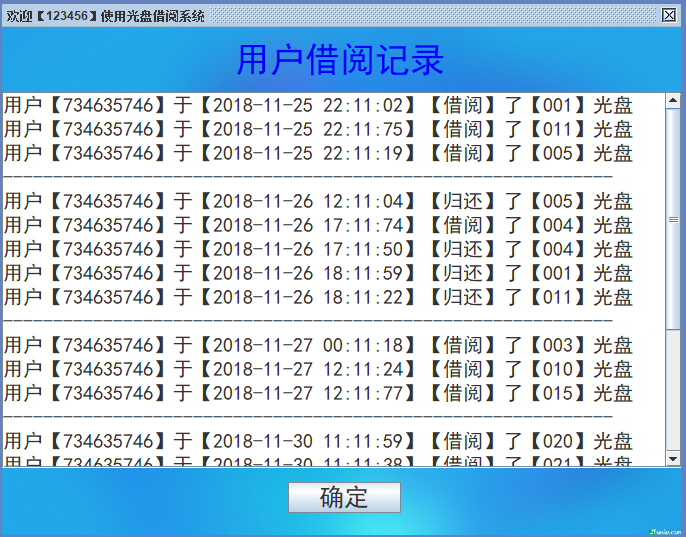 欢迎【123456】使用光盘借阅系统
用户借阅记录
用户【734635746】于【2018-11-25 22:11:02】【借阅】了【001】光盘
用户【734635746】于【2018-11-25 22:11:75】【借阅】了【011】光盘
用户【734635746】于【2018-11-25 22:11:19】【借阅】了【005】光盘
-------------------------------------------------------------
用户【734635746】于【2018-11-26 12:11:04】【归还】了【005】光盘
用户【734635746】于【2018-11-26 17:11:74】【借阅】了【004】光盘
用户【734635746】于【2018-11-26 17:11:50】【归还】了【004】光盘
用户【734635746】于【2018-11-26 18:11:59】【归还】了【001】光盘
用户【734635746】于【2018-11-26 18:11:22】【归还】了【011】光盘
-------------------------------------------------------------
用户【734635746】于【2018-11-27 00:11:18】【借阅】了【003】光盘
用户【734635746】于【2018-11-27 12:11:24】【借阅】了【010】光盘
用户【734635746】于【2018-11-27 12:11:77】【借阅】了【015】光盘
-------------------------------------------------------------
用户【734635746】于【2018-11-30 11:11:59】【借阅】了【020】光盘
用户【734635746】于【2018-11-30 11:11:38】【借阅】了【021】光盘
确定